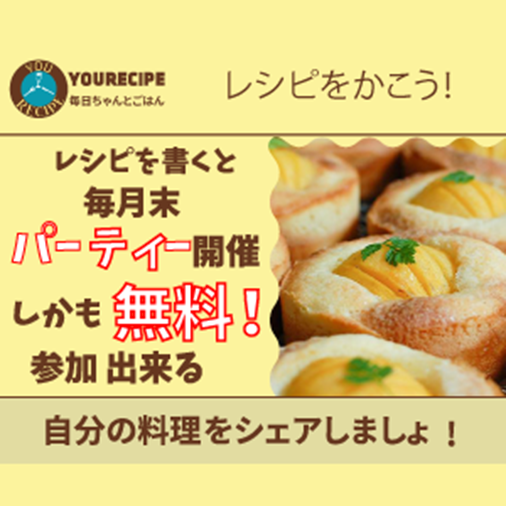 YOU
RECIPE
YOURECIPE
毎日ちゃんとごはん
レシピをかこう!
レシピを書くと
毎月末
パーティー開催
しかも 無料!
参加 出来る
自分の料理をシェアしましょ !